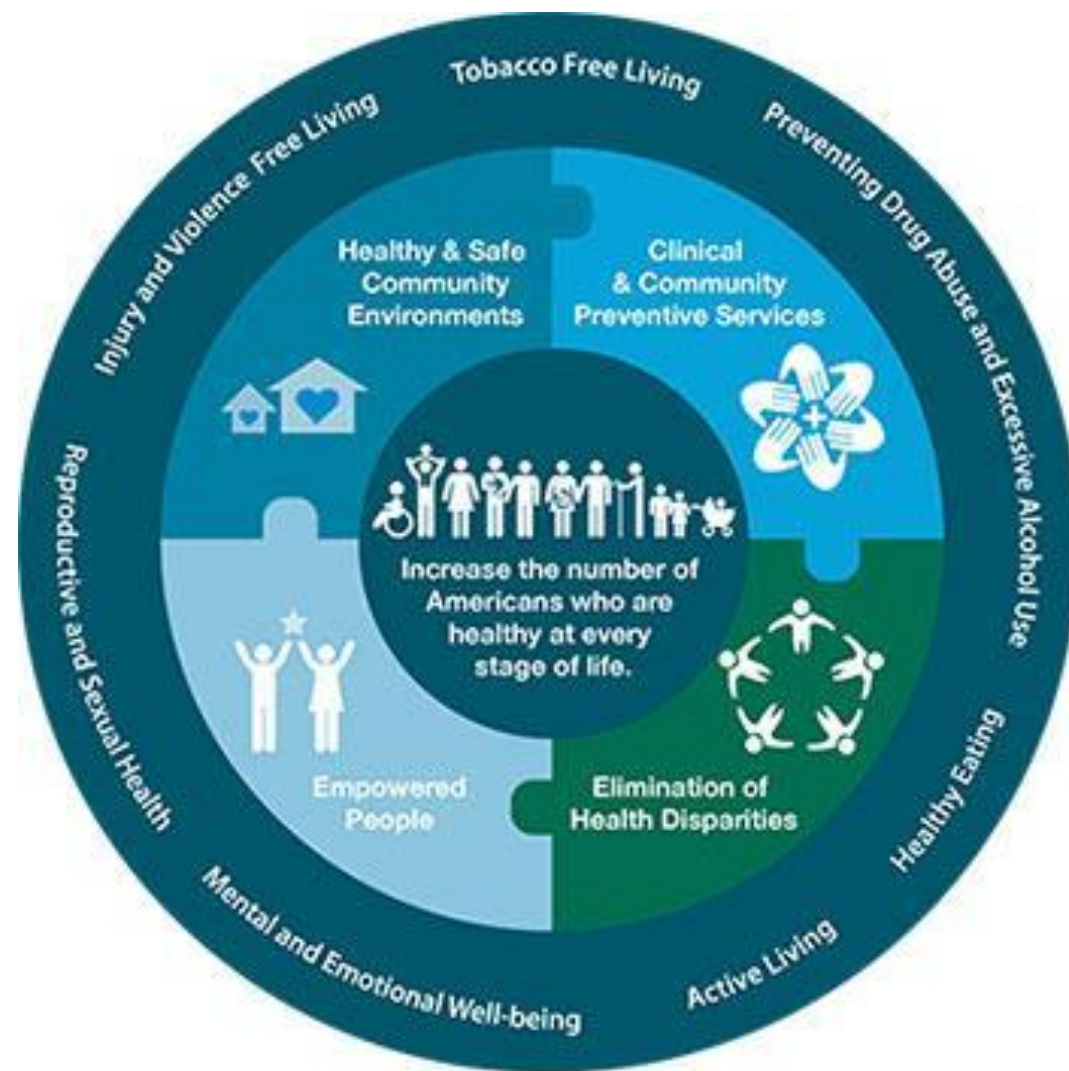 Tobacco Free Living
Preventing Drug Abuse and Excessive Alcohol Use
Healthy Eating
Active Living
Mental and Emotional Well-being
Reproductive and Sexual Health
Injury and Violence Free Living
Healthy & Safe
Community
Environments
Clinical
& Community
Preventive Services
Increase the number of
Americans who are
healthy at every
stage of life.
Empowered
People
Elimination of
Health Disparities